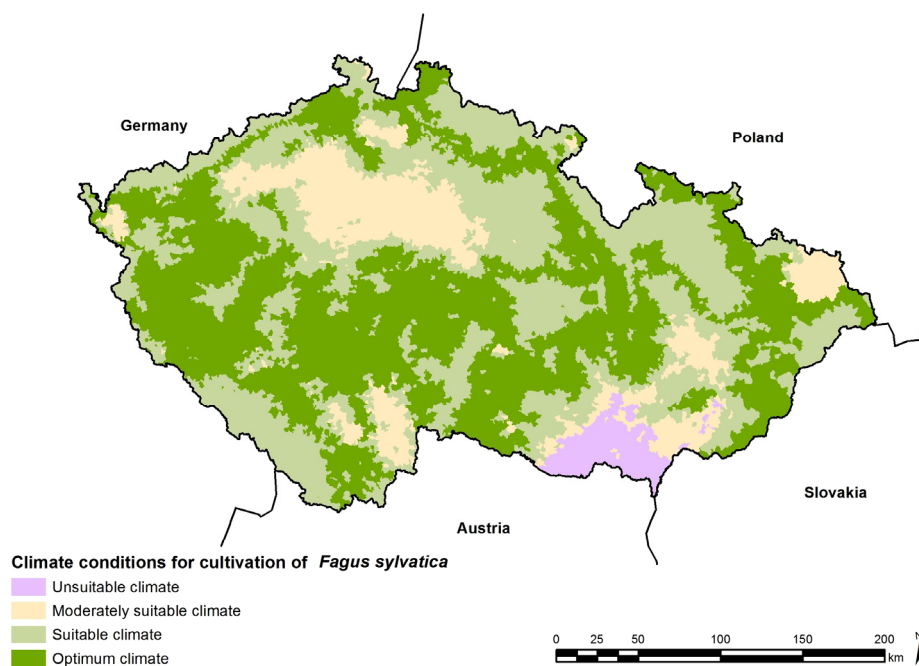 Germany
Poland
Slovakia
Austria
Climate conditions for cultivation of Fagus sylvatica
Unsuitable climate
Moderately suitable climate
Suitable climate
Optimum climate
0 25 50 100 150 200
km
N